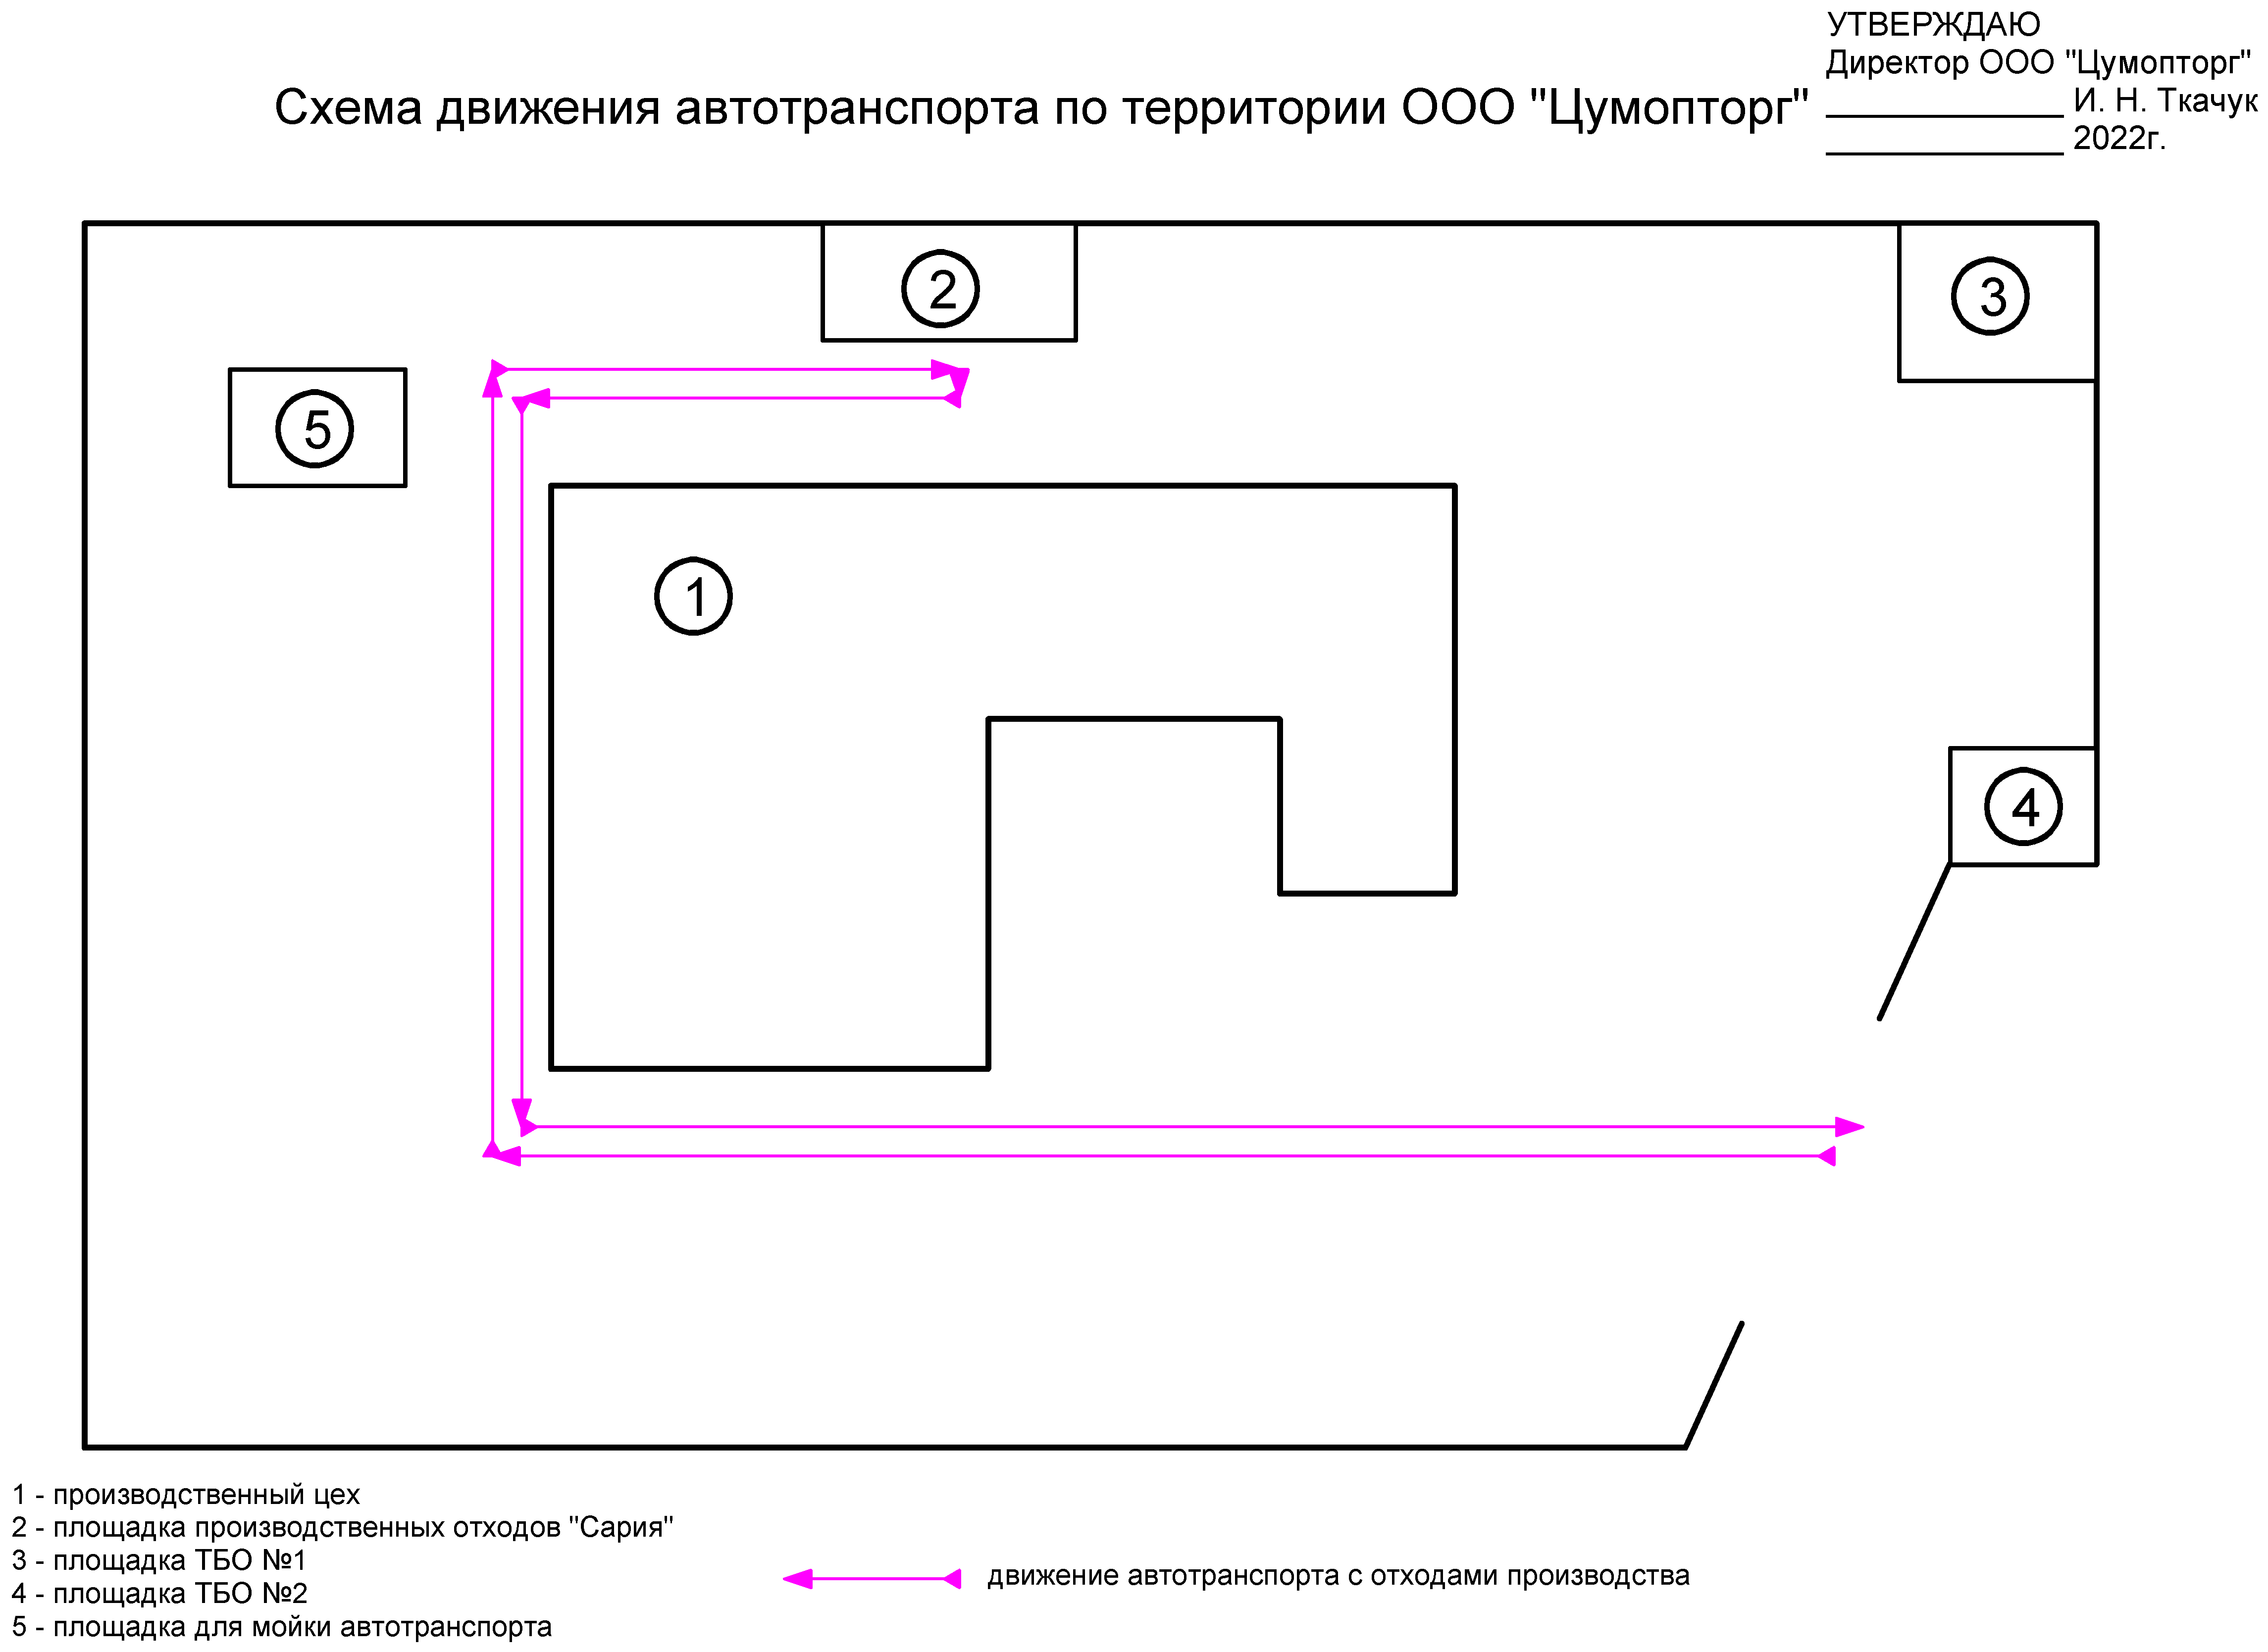 УТВЕРЖДАЮ
Директор ООО "Цумопторг"
И. Н. Ткачук
2022г.
Схема движения автотранспорта по территории ООО "Цумопторг"
2
3
5
1
4
1 - производственный цех
2 - площадка производственных отходов "Сария"
3 - площадка ТБО №1
4 - площадка ТБО №2
5 - площадка для мойки автотранспорта
движение автотранспорта с отходами производства